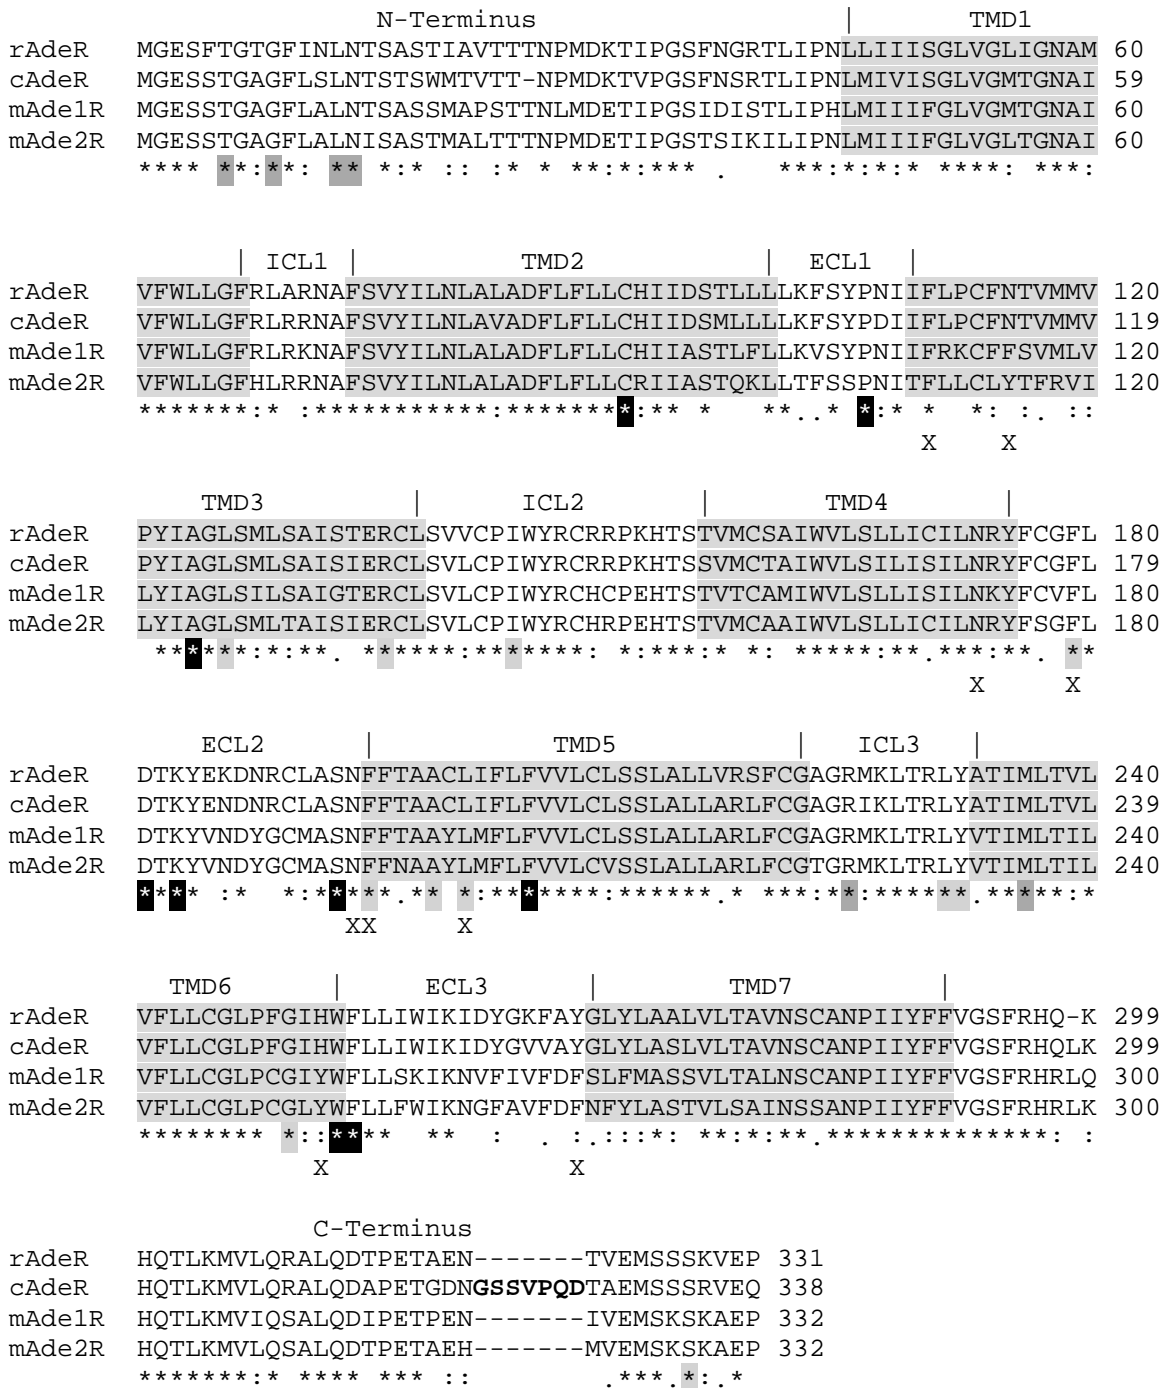 N-Terminus | TMD1
rAdeR MGESFTGTGFINLNTSASTIAVTTTNPMDKTIPGSFNGRTLIPNLLIIISGLVGLIGNAM 60
cAdeR MGESSTGAGFLSLNTSTSWMTVTT-NPMDKTVPGSFNSRTLIPNLMIVISGLVGMTGNAI 59
mAde1R MGESSTGAGFLALNTSASSMAPSTTNLMDETIPGSIDISTLIPHLMIIIFGLVGMTGNAI 60
mAde2R MGESSTGAGFLALNISASTMALTTTNPMDETIPGSTSIKILIPNLMIIIFGLVGLTGNAI 60
**** **:**: ** *:* :: :* * **:*:*** . ***:*:*:* ****: ***:
| ICL1 | TMD2 | ECL1 |
rAdeR VFWLLGFRLARNAFSVYILNLALADFLFLLCHIIDSTLLLLKFSYPNIIFLPCFNTVMMV 120
cAdeR VFWLLGFRLRRNAFSVYILNLAVADFLFLLCHIIDSMLLLLKFSYPDIIFLPCFNTVMMV 119
mAde1R VFWLLGFRLRKNAFSVYILNLALADFLFLLCHIIASTLFLLKVSYPNIIFRKCFFSVMLV 120
mAde2R VFWLLGFHLRRNAFSVYILNLALADFLFLLCRIIASTQKLLTFSSPNITFLLCLYTFRVI 120
*******:* :**********:********:** * **..* *:* * *: :. ::
X X
TMD3 | ICL2 | TMD4 |
rAdeR PYIAGLSMLSAISTERCLSVVCPIWYRCRRPKHTSTVMCSAIWVLSLLICILNRYFCGFL 180
cAdeR PYIAGLSMLSAISIERCLSVLCPIWYRCRRPKHTSSVMCTAIWVLSILISILNRYFCGFL 179
mAde1R LYIAGLSILSAIGTERCLSVLCPIWYRCHCPEHTSTVTCAMIWVLSLLIYILNKYFCVFL 180
mAde2R LYIAGLSMLTAISIERCLSVLCPIWYRCHRPEHTSTVMCAAIWVLSLLICILNRYFSGFL 180
******:*:**. ******:*******: *:***:* *: *****:**.***:**. **
X X
ECL2 | TMD5 | ICL3 |
rAdeR DTKYEKDNRCLASNFFTAACLIFLFVVLCLSSLALLVRSFCGAGRMKLTRLYATIMLTVL 240
cAdeR DTKYENDNRCLASNFFTAACLIFLFVVLCLSSLALLARLFCGAGRIKLTRLYATIMLTVL 239
mAde1R DTKYVNDYGCMASNFFTAAYLMFLFVVLCLSSLALLARLFCGAGRMKLTRLYVTIMLTIL 240
mAde2R DTKYVNDYGCMASNFFNAAYLMFLFVVLCVSSLALLARLFCGTGRMKLTRLYVTIMLTIL 240
**** :* *:*****.** *:*******:******.* ***:**:******.*****:*
XX X
TMD6 | ECL3 | TMD7 |
rAdeR VFLLCGLPFGIHWFLLIWIKIDYGKFAYGLYLAALVLTAVNSCANPIIYFFVGSFRHQ-K 299
cAdeR VFLLCGLPFGIHWFLLIWIKIDYGVVAYGLYLASLVLTAVNSCANPIIYFFVGSFRHQLK 299
mAde1R VFLLCGLPCGIYWFLLSKIKNVFIVFDFSLFMASSVLTALNSCANPIIYFFVGSFRHRLQ 300
mAde2R VFLLCGLPCGLYWFLLFWIKNGFAVFDFNFYLASTVLSAINSSANPIIYFFVGSFRHRLK 300
******** *::**** ** : . :.:::*: **:*:**.**************: :
X X
C-Terminus
rAdeR HQTLKMVLQRALQDTPETAEN-------TVEMSSSKVEP 331
cAdeR HQTLKMVLQRALQDAPETGDNGSSVPQDTAEMSSSRVEQ 338
mAde1R HQTLKMVIQSALQDIPETPEN-------IVEMSKSKAEP 332
mAde2R HQTLKMVLQSALQDTPETAEH-------MVEMSKSKAEP 332
*******:* **** *** :: .***.*:.*